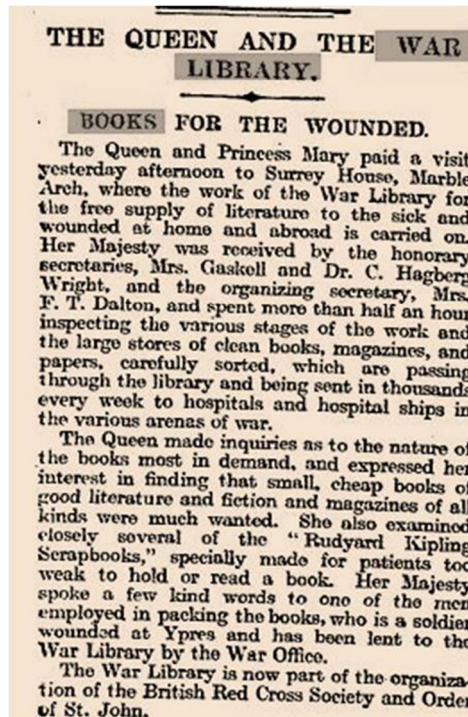 THE QUEEN AND THE WAR
LIBRARY.
BOOKS FOR THE WOUNDED.
The Queen and Princess Mary paid a visit
yesterday afternoon to Surrey House, Marble
Arch, where the work of the War Library for
the free supply of literature to the sick and
wounded at home and abroad is carried on.
Her Majesty was received by the honorary
secretaries, Mrs. Gaskell and Dr. C. Hagberg
Wright, and the organizing secretary, Mrs.
F. T. Dalton, and spent more than half an hour
inspecting the various stages of the work and
the large stores of clean books, magazines, and
papers, carefully sorted, which are passing
through the library and being sent in thousands
every week to hospitals and hospital ships in
the various arenas of war.
The Queen made inquiries as to the nature of
the books most in demand, and expressed her
interest in finding that small, cheap books of
good literature and fiction and magazines of all
kinds were much wanted. She also examined
closely several of the "Rudyard Kipling
Scrapbooks," specially made for patients too
weak to hold or read a book. Her Majesty
spoke a few kind words to one of the men
employed in packing the books, who is a soldier
wounded at Ypres and has been lent to the
War Library by the War Office.
The War Library is now part of the organiza-
tion of the British Red Cross Society and Order
of St. John.